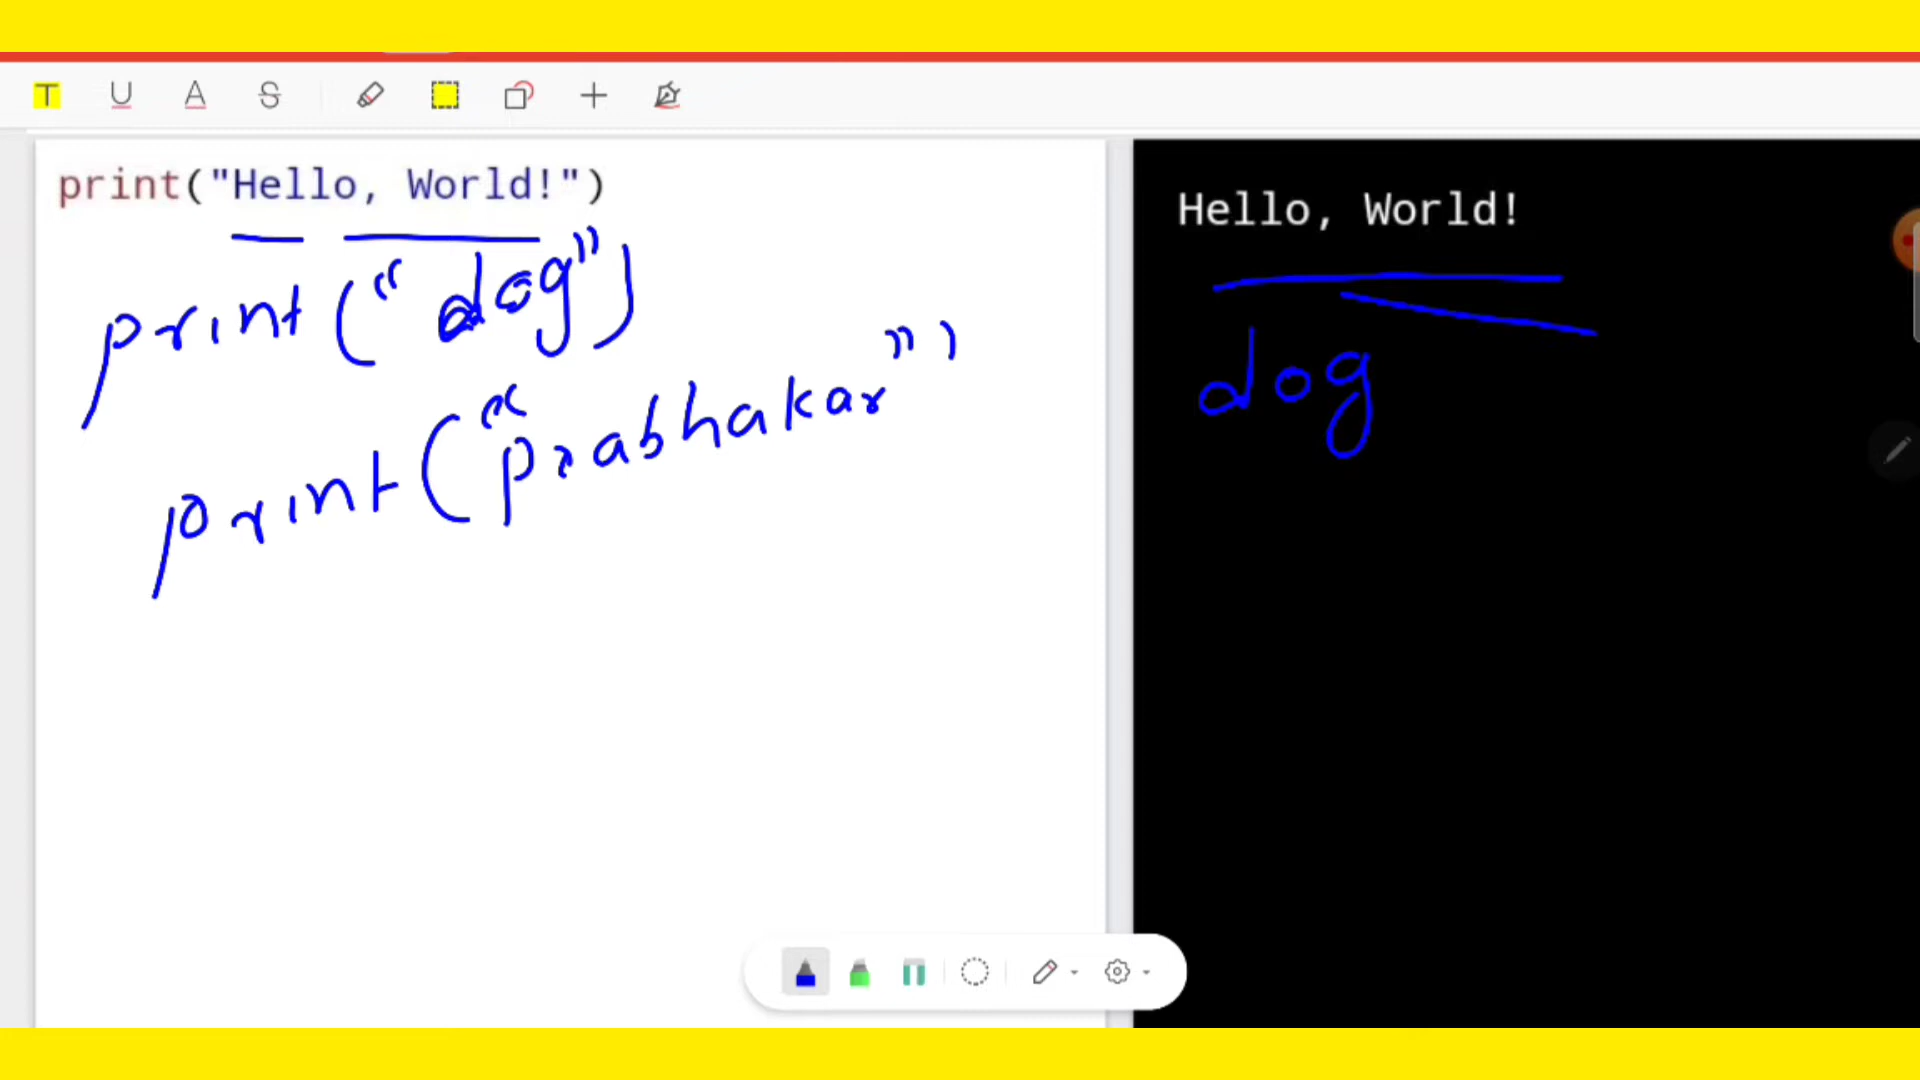 T U A S
print("Hello, World!")
print("dog")
print("prabhakar")
Hello, World!
dog